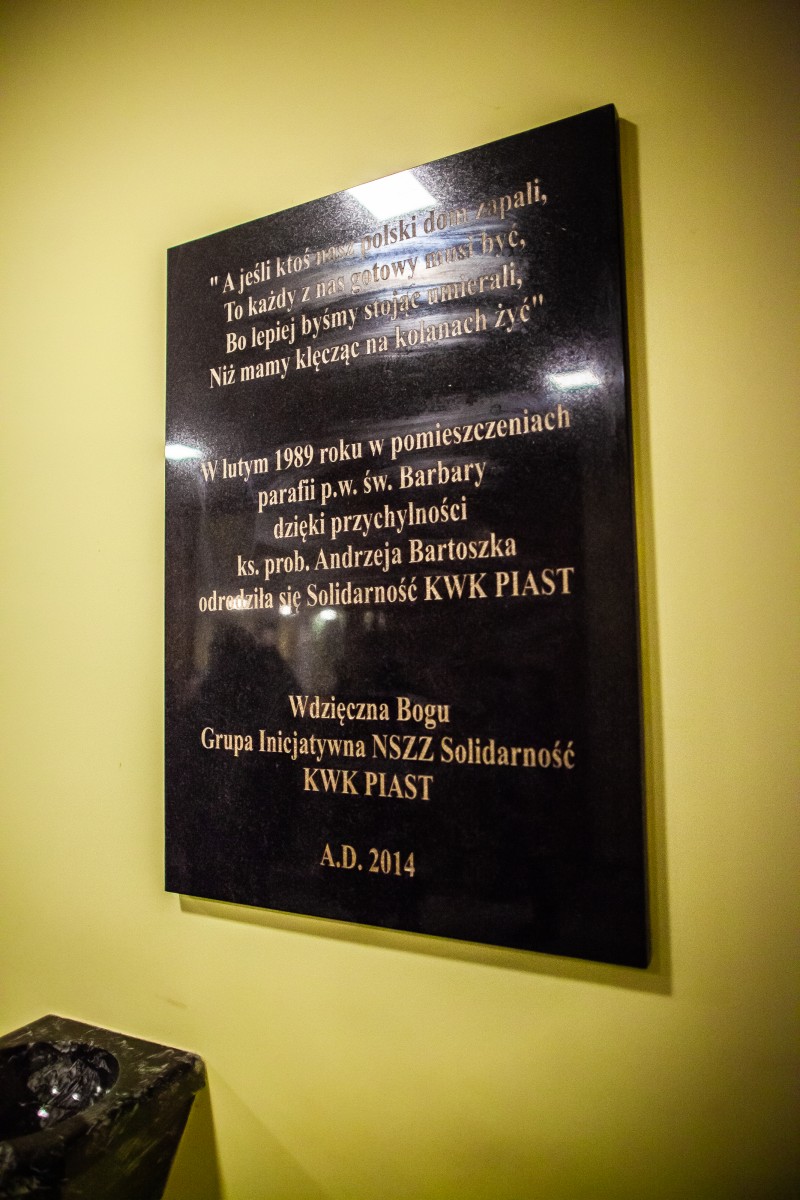 " A jeśli ktoś nasz polski dom zapali,
To każdy z nas gotowy musi być,
Bo lepiej byśmy stojąc umierali,
Niż mamy klęcząc na kolanach żyć"
W lutym 1989 roku w pomieszczeniach
parafii p.w. św. Barbary
dzięki przychylności
ks. prob. Andrzeja Bartoszka
odrodziła się Solidarność KWK PIAST
Wdzięczna Bogu
Grupa Inicjatywna NSZZ Solidarność
KWK PIAST
A.D. 2014